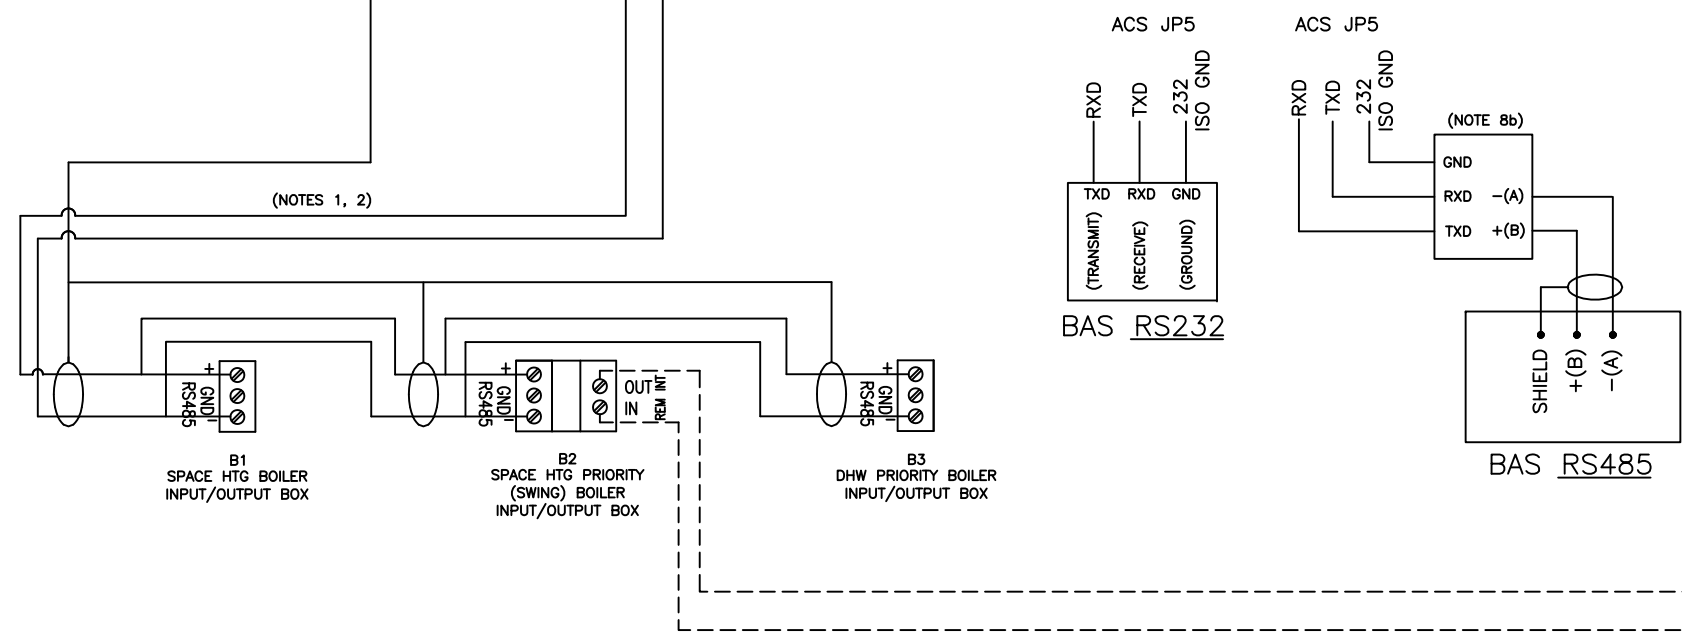 ACS JP5
RXD
TXD
232
ISO GND
TXD
RXD
GND
(TRANSMIT)
(RECEIVE)
(GROUND)
BAS RS232
ACS JP5
RXD
TXD
232
ISO GND
(NOTE 8b)
GND
RXD -(A)
TXD +(B)
SHIELD
+(B)
-(A)
BAS RS485
(NOTES 1, 2)
+
GND
-
RS485
B1
SPACE HTG BOILER
INPUT/OUTPUT BOX
+
GND
-
RS485
OUT
IN
REM INT
B2
SPACE HTG PRIORITY
(SWING) BOILER
INPUT/OUTPUT BOX
+
GND
-
RS485
B3
DHW PRIORITY BOILER
INPUT/OUTPUT BOX